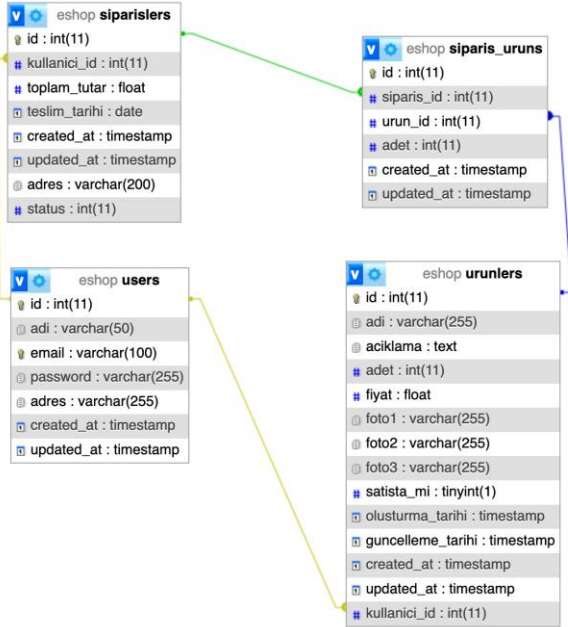 eshop siparislers
id : int(11)
kullanici_id : int(11)
toplam_tutar : float
teslim_tarihi : date
created_at : timestamp
updated_at : timestamp
adres : varchar(200)
status : int(11)
eshop siparis_uruns
id : int(11)
siparis_id : int(11)
urun_id : int(11)
adet : int(11)
created_at : timestamp
updated_at : timestamp
eshop users
id : int(11)
adi : varchar(50)
email : varchar(100)
password : varchar(255)
adres : varchar(255)
created_at : timestamp
updated_at : timestamp
eshop urunlers
id : int(11)
adi : varchar(255)
aciklama : text
adet : int(11)
fiyat : float
foto1 : varchar(255)
foto2 : varchar(255)
foto3 : varchar(255)
satista_mi : tinyint(1)
olusturma_tarihi : timestamp
guncelleme_tarihi : timestamp
created_at : timestamp
updated_at : timestamp
kullanici_id : int(11)